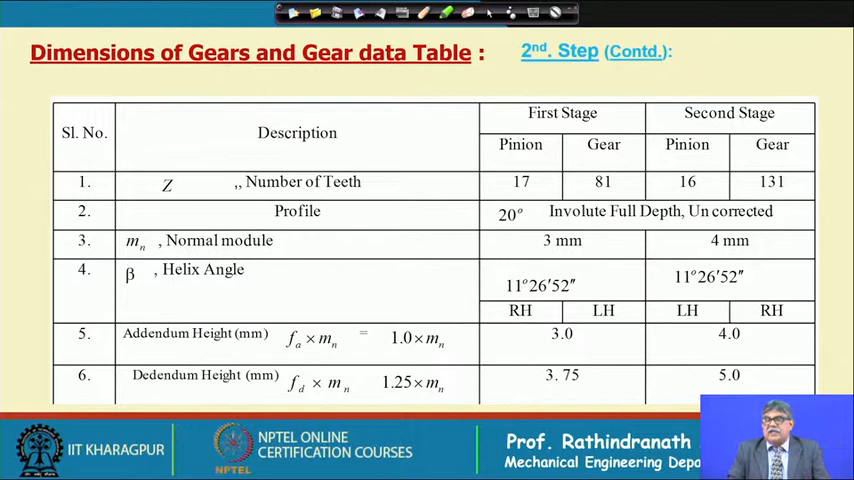 Dimensions of Gears and Gear data Table : 2nd. Step (Contd.):
Sl. No. Description First Stage Second Stage
Pinion Gear Pinion Gear
1. Z ,, Number of Teeth 17 81 16 131
2. Profile 20° Involute Full Depth, Un corrected
3. mn , Normal module 3 mm 4 mm
4. β , Helix Angle 11°26′52″ 11°26′52″
RH LH LH RH
5. Addendum Height (mm) fa × mn = 1.0 × mn 3.0 4.0
6. Dedendum Height (mm) fd × mn 1.25 × mn 3. 75 5.0
IIT KHARAGPUR
NPTEL
NPTEL ONLINE
CERTIFICATION COURSES
Prof. Rathindranath
Mechanical Engineering